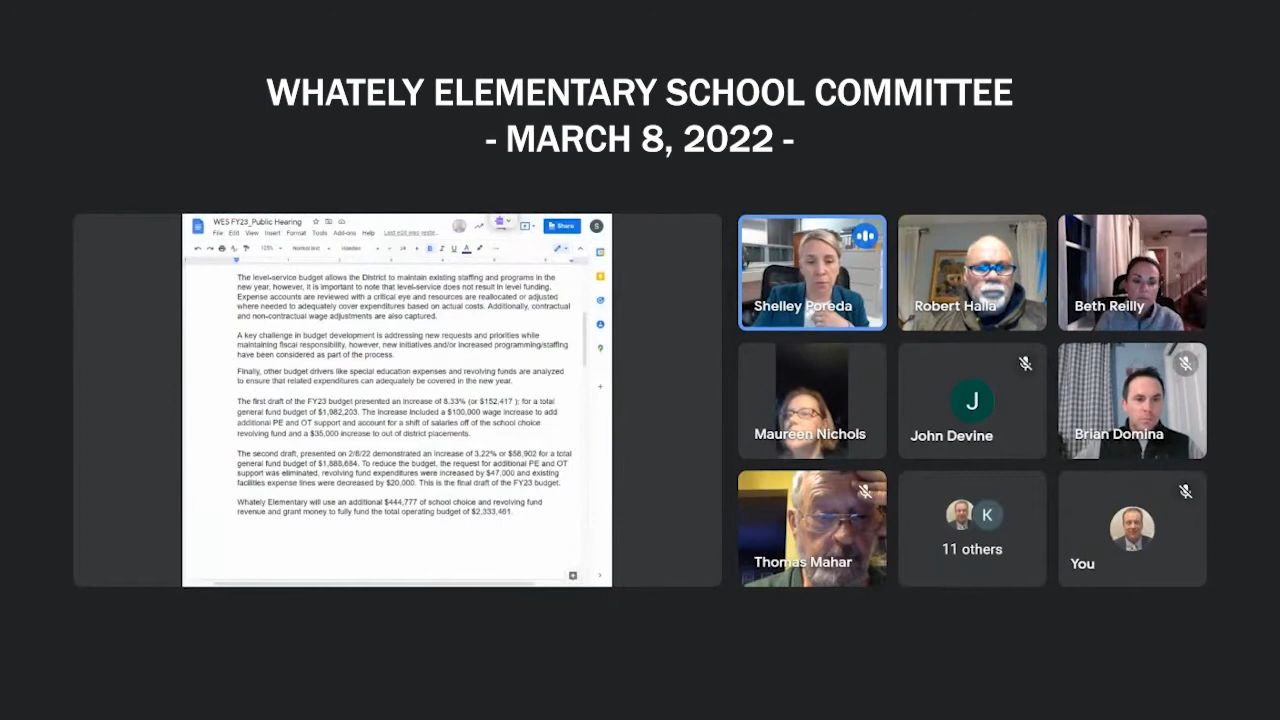 WHATELY ELEMENTARY SCHOOL COMMITTEE
- MARCH 8, 2022 -
WES FY23_Public Hearing
File Edit View Insert Format Tools Add-ons Help
Share
S
125% Normal text
The level-service budget allows the District to maintain existing staffing and programs in the
new year, however, it is important to note that level-service does not result in level funding.
Expense accounts are reviewed with a critical eye and resources are reallocated or adjusted
where needed to adequately cover expenditures based on actual costs. Additionally, contractual
and non-contractual wage adjustments are also captured.
A key challenge in budget development is addressing new requests and priorities while
maintaining fiscal responsibility, however, new initiatives and/or increased programming/staffing
have been considered as part of the process.
Finally, other budget drivers like special education expenses and revolving funds are analyzed
to ensure that related expenditures can adequately be covered in the new year.
The first draft of the FY23 budget presented an increase of 8.33% (or $152,417 ); for a total
general fund budget of $1,982,203. The increase included a $100,000 wage increase to add
additional PE and OT support and account for a shift of salaries off of the school choice
revolving fund and a $35,000 increase to out of district placements.
The second draft, presented on 2/8/22 demonstrated an increase of 3.22% or $58,902 for a total
general fund budget of $1,888,684. To reduce the budget, the request for additional PE and OT
support was eliminated, revolving fund expenditures were increased by $47,000 and existing
facilities expense lines were decreased by $20,000. This is the final draft of the FY23 budget.
Whately Elementary will use an additional $444,777 of school choice and revolving fund
revenue and grant money to fully fund the total operating budget of $2,333,461.
Shelley Poreda
Robert Halla
Beth Reilly
Maureen Nichols
J
John Devine
Brian Domina
Thomas Mahar
K
11 others
You